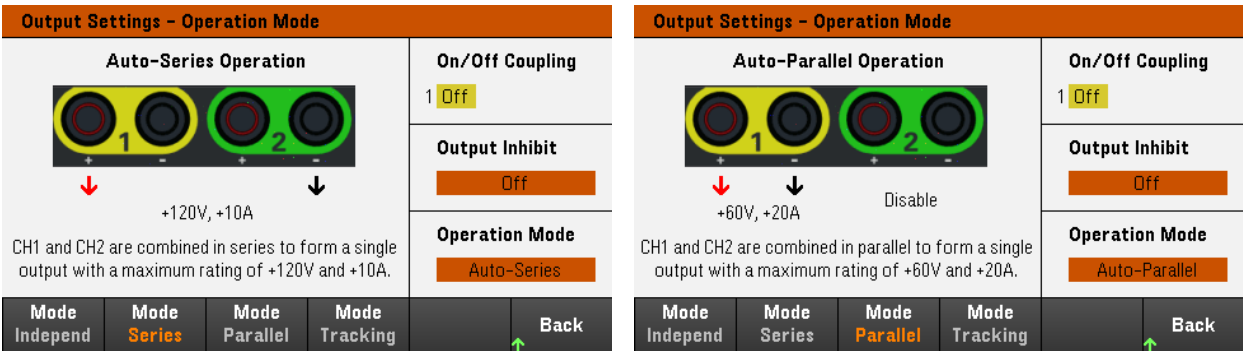 Output Settings - Operation Mode
Auto-Series Operation
1
2
+ - + -
+120V, +10A
CH1 and CH2 are combined in series to form a single
output with a maximum rating of +120V and +10A.
On/Off Coupling
1 Off
Output Inhibit
Off
Operation Mode
Auto-Series
Mode Independ
Mode Series
Mode Parallel
Mode Tracking
Back
Output Settings - Operation Mode
Auto-Parallel Operation
1
2
+ - + -
+60V, +20A
Disable
CH1 and CH2 are combined in parallel to form a single
output with a maximum rating of +60V and +20A.
On/Off Coupling
1 Off
Output Inhibit
Off
Operation Mode
Auto-Parallel
Mode Independ
Mode Series
Mode Parallel
Mode Tracking
Back